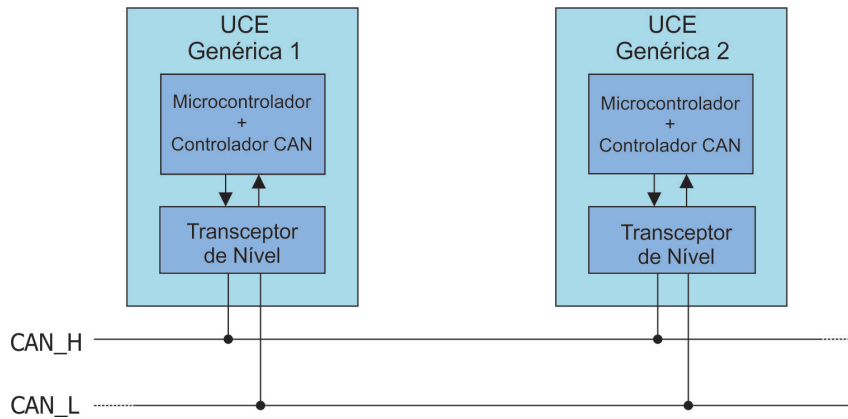 UCE
Genérica 1
Microcontrolador
+
Controlador CAN
Transceptor
de Nível
UCE
Genérica 2
Microcontrolador
+
Controlador CAN
Transceptor
de Nível
CAN_H
CAN_L